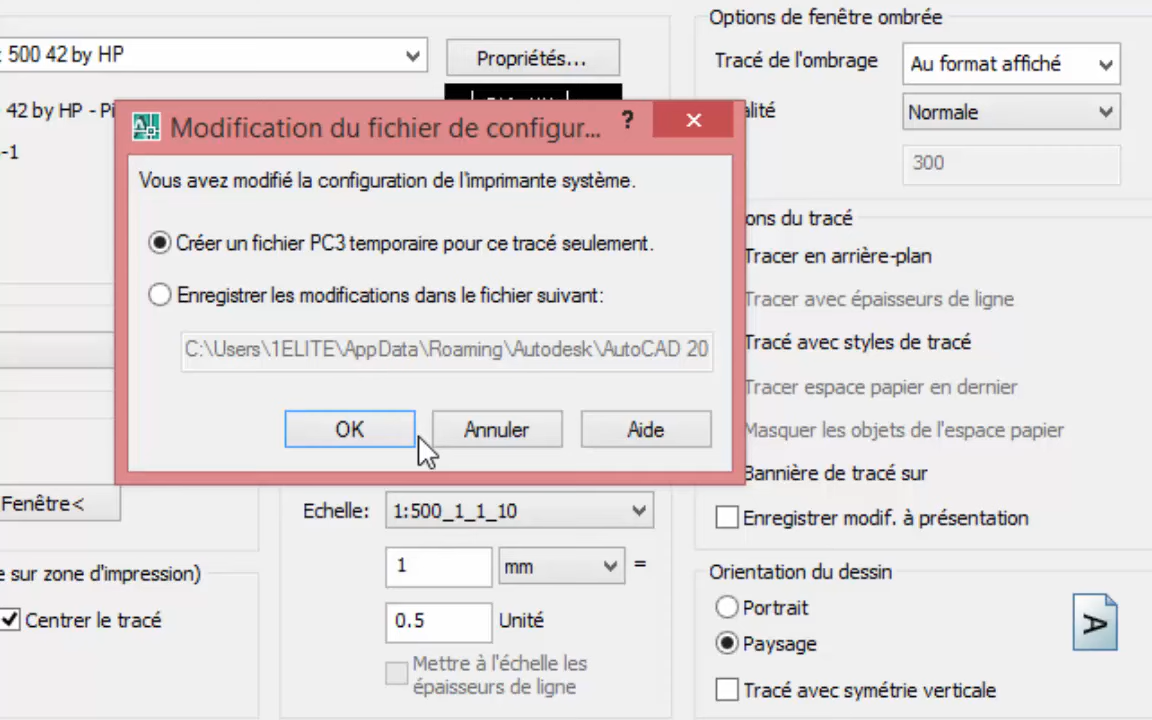 Options de fenêtre ombrée
: 500 42 by HP
Propriétés...
Tracé de l'ombrage
Au format affiché
42 by HP - Pi
alité
Normale
-1
300
Modification du fichier de configur...
?
Vous avez modifié la configuration de l'imprimante système.
Créer un fichier PC3 temporaire pour ce tracé seulement.
Enregistrer les modifications dans le fichier suivant:
C:\Users\1ELITE\AppData\Roaming\Autodesk\AutoCAD 20
OK
Annuler
Aide
ons du tracé
Tracer en arrière-plan
Tracer avec épaisseurs de ligne
Tracé avec styles de tracé
Tracer espace papier en dernier
Masquer les objets de l'espace papier
Bannière de tracé sur
Enregistrer modif. à présentation
Fenêtre<
Echelle:
1:500_1_1_10
1
mm
=
0.5
Unité
Mettre à l'échelle les
épaisseurs de ligne
e sur zone d'impression)
Centrer le tracé
Orientation du dessin
Portrait
Paysage
A
Tracé avec symétrie verticale